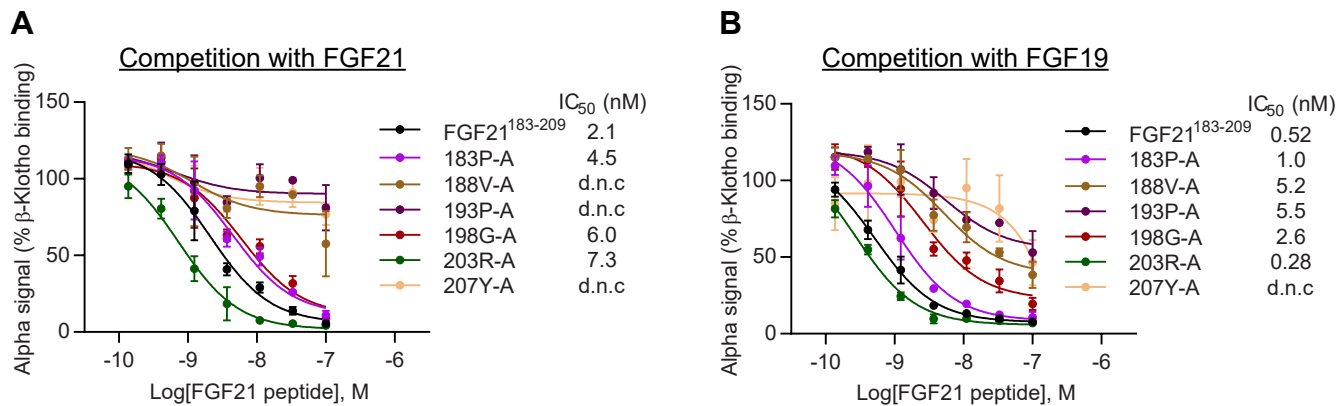 A
Competition with FGF21
IC50 (nM)
FGF21183-209 2.1
183P-A 4.5
188V-A d.n.c
193P-A d.n.c
198G-A 6.0
203R-A 7.3
207Y-A d.n.c
Alpha signal (% β-Klotho binding)
150
100
50
0
-10 -9 -8 -7 -6
Log[FGF21 peptide], M
B
Competition with FGF19
IC50 (nM)
FGF21183-209 0.52
183P-A 1.0
188V-A 5.2
193P-A 5.5
198G-A 2.6
203R-A 0.28
207Y-A d.n.c
Alpha signal (% β-Klotho binding)
150
100
50
0
-10 -9 -8 -7 -6
Log[FGF21 peptide], M